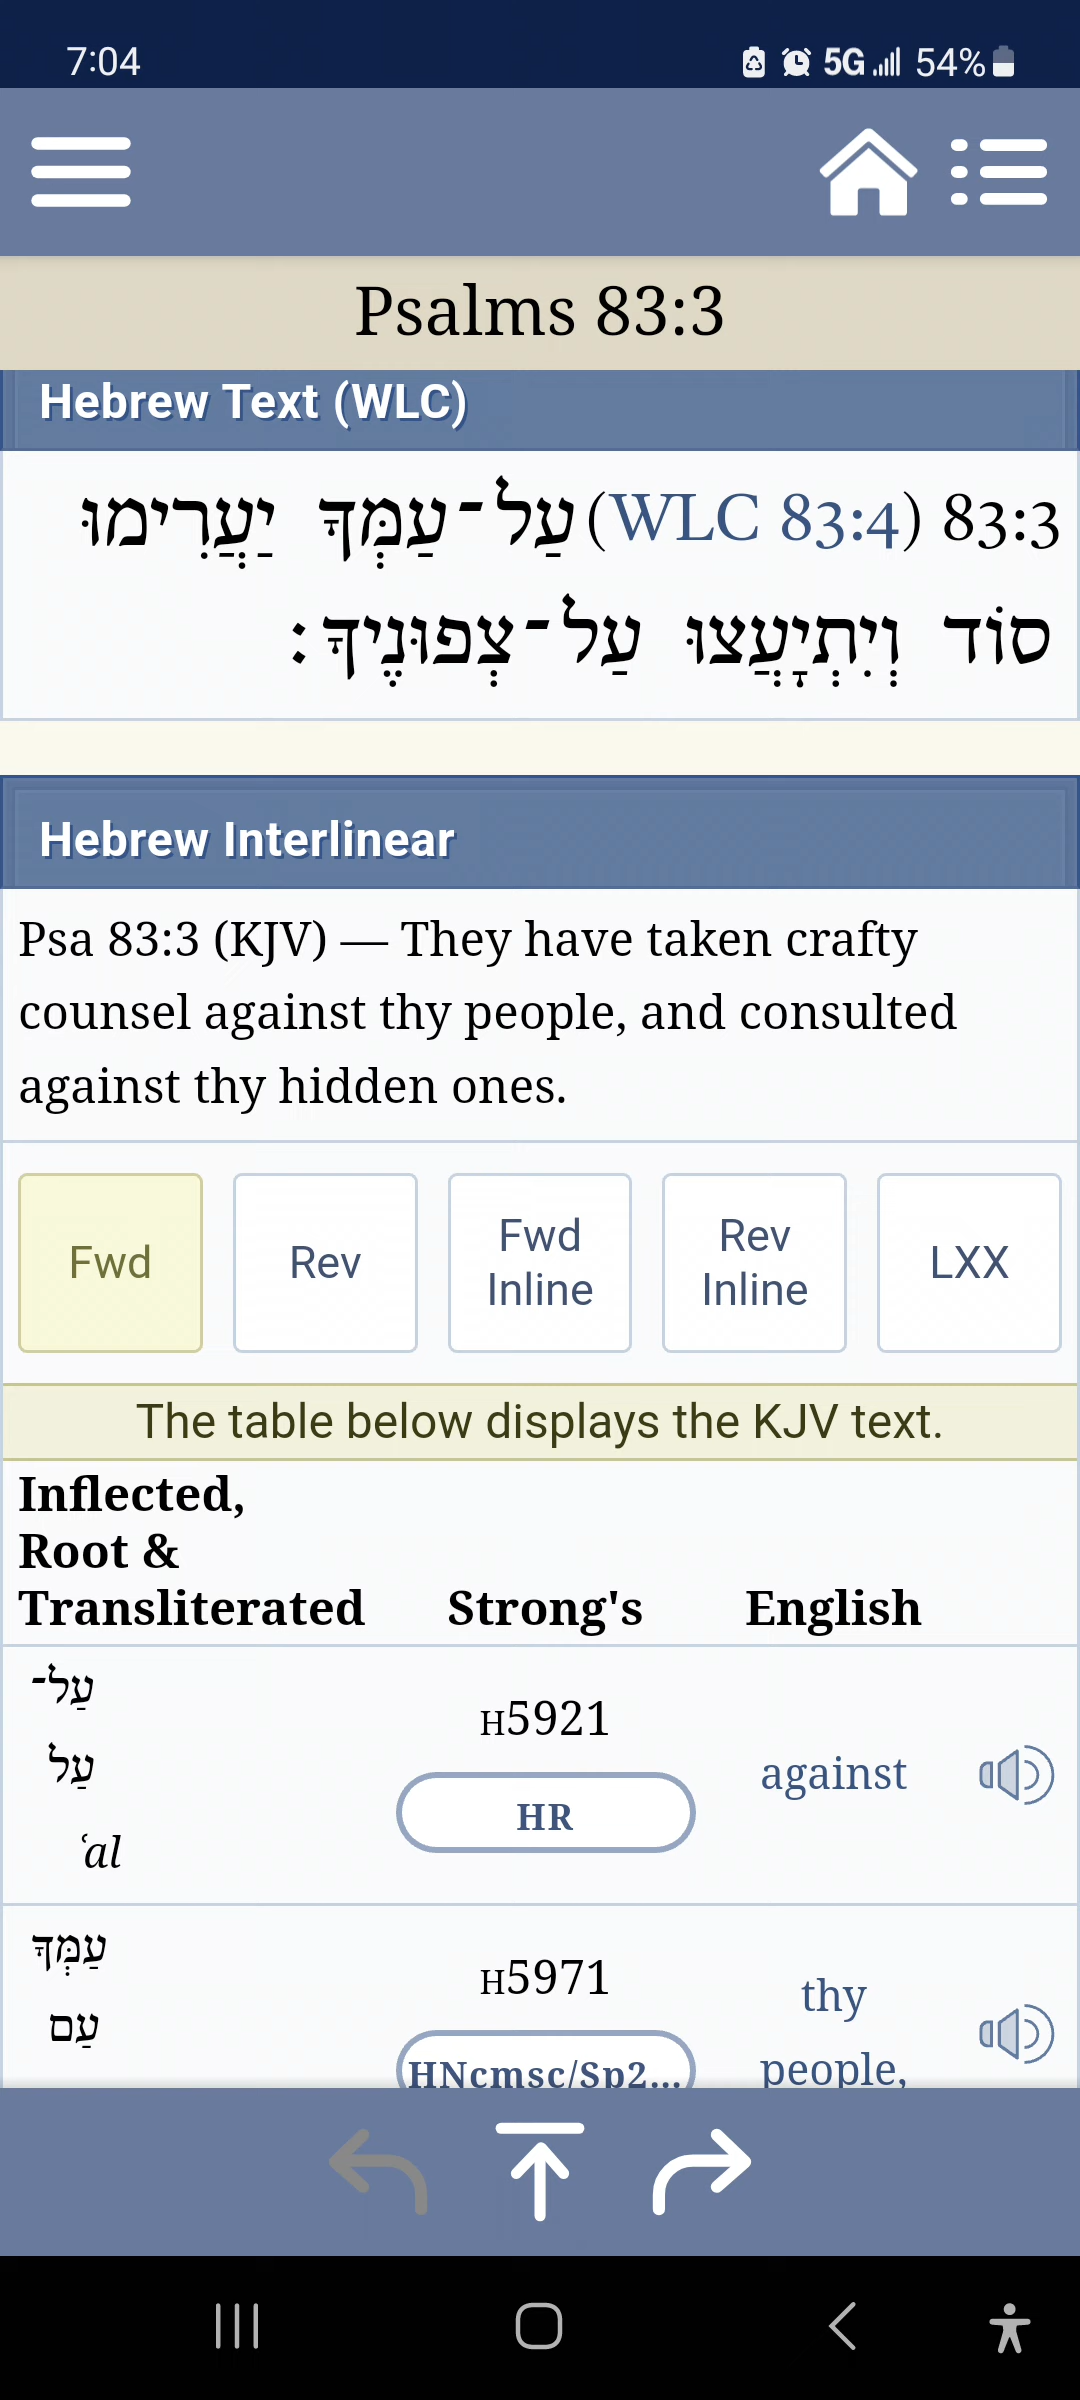 7:04 5G 54%
Psalms 83:3
Hebrew Text (WLC)
83:3 (WLC 83:4) עַל־עַמְּךָ יַעֲרִימוּ
סוֹד וְיִתְיָעֲצוּ עַל־צְפוּנֶיךָ׃
Hebrew Interlinear
Psa 83:3 (KJV) — They have taken crafty
counsel against thy people, and consulted
against thy hidden ones.
Fwd Rev Fwd Inline Rev Inline LXX
The table below displays the KJV text.
Inflected,
Root &
Transliterated Strong's English
עַל־
עַל
ʿal
H5921
HR
against
עַמְּךָ
עַם
H5971
HNcmsc/Sp2...
thy
people,